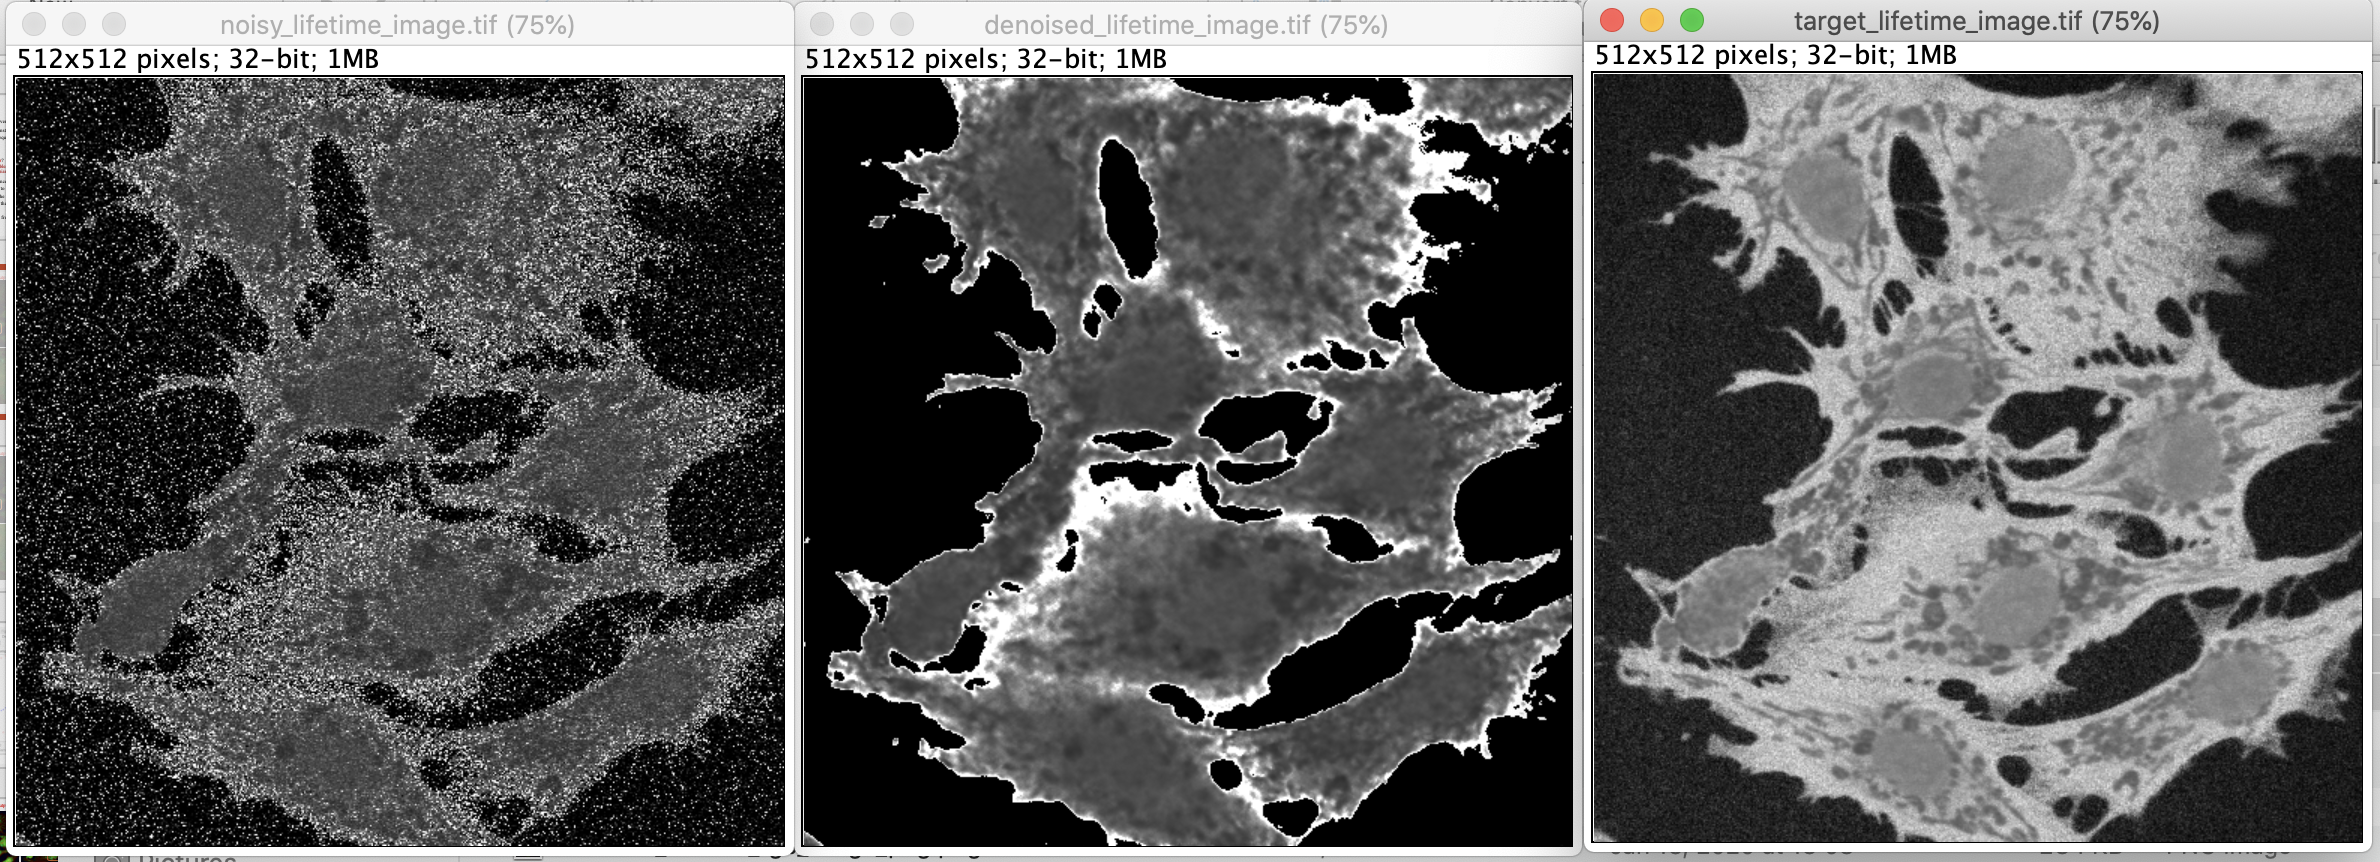 noisy_lifetime_image.tif (75%)
512x512 pixels; 32-bit; 1MB
denoised_lifetime_image.tif (75%)
512x512 pixels; 32-bit; 1MB
target_lifetime_image.tif (75%)
512x512 pixels; 32-bit; 1MB
Pictures